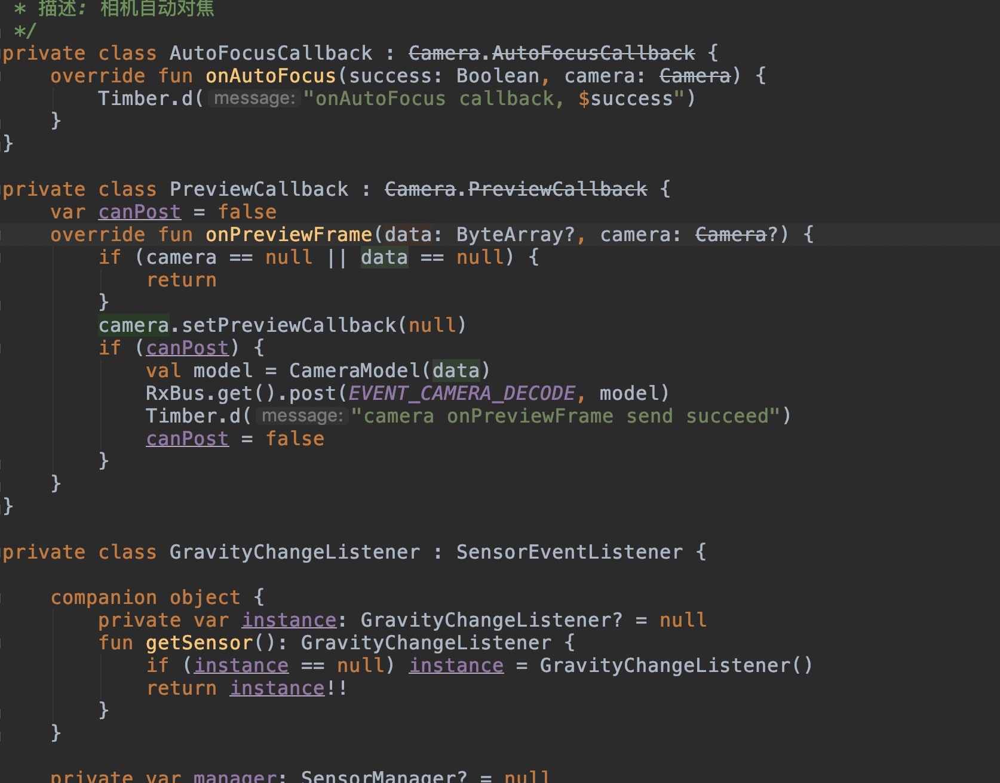 * 描述: 相机自动对焦
*/
private class AutoFocusCallback : Camera.AutoFocusCallback {
override fun onAutoFocus(success: Boolean, camera: Camera) {
Timber.d( message: "onAutoFocus callback, $success")
}
}
private class PreviewCallback : Camera.PreviewCallback {
var canPost = false
override fun onPreviewFrame(data: ByteArray?, camera: Camera?) {
if (camera == null || data == null) {
return
}
camera.setPreviewCallback(null)
if (canPost) {
val model = CameraModel(data)
RxBus.get().post(EVENT_CAMERA_DECODE, model)
Timber.d( message: "camera onPreviewFrame send succeed")
canPost = false
}
}
}
private class GravityChangeListener : SensorEventListener {
companion object {
private var instance: GravityChangeListener? = null
fun getSensor(): GravityChangeListener {
if (instance == null) instance = GravityChangeListener()
return instance!!
}
}
private var manager: SensorManager? = null